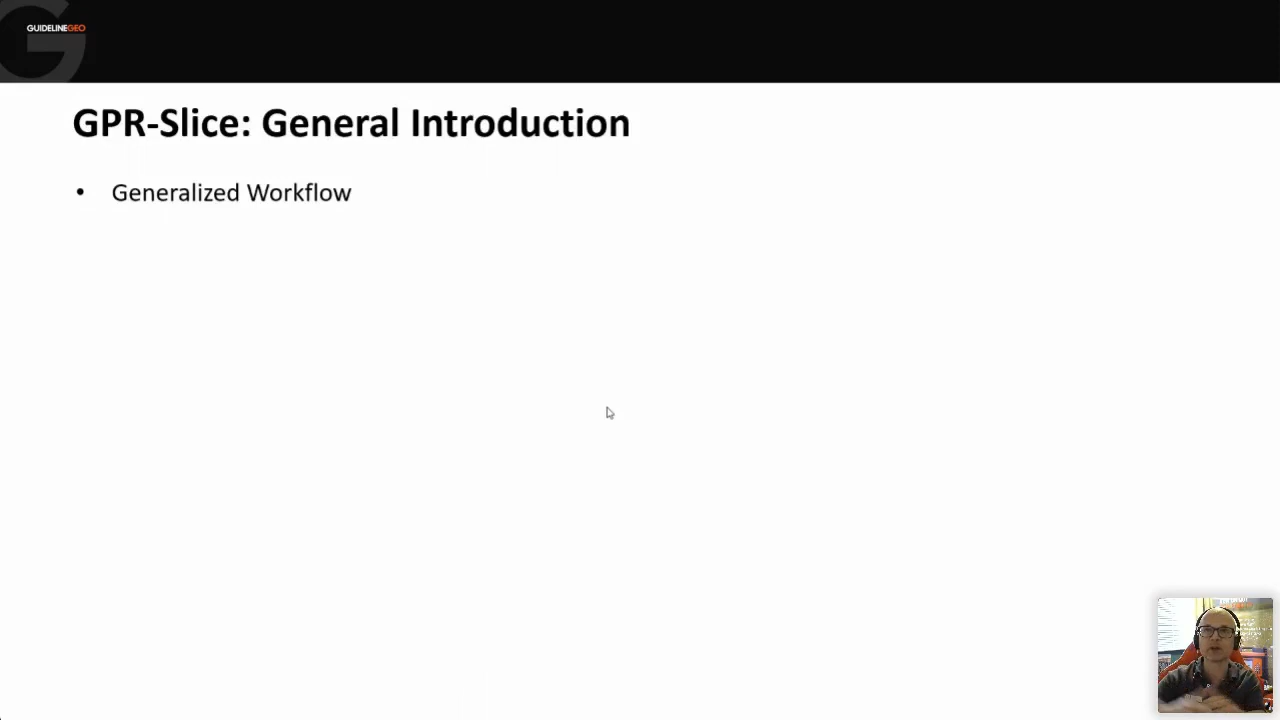 GUIDELINEGEO
GPR-Slice: General Introduction
• Generalized Workflow